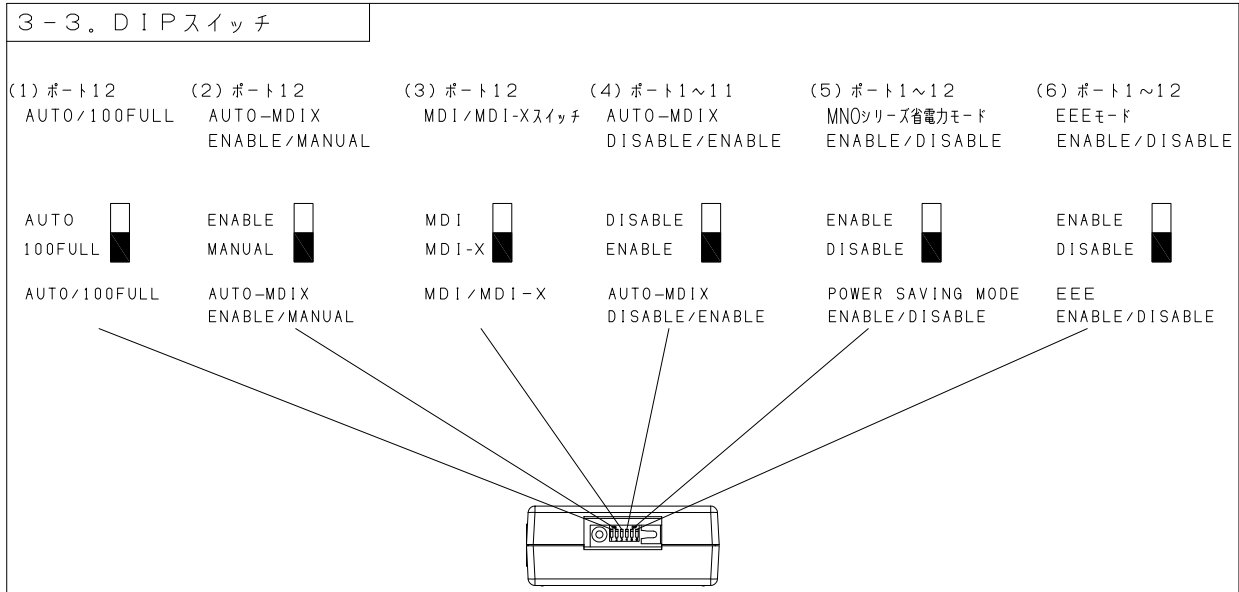 3-3。DIPスイッチ
(1)ポート12
AUTO/100FULL
(2)ポート12
AUTO-MDIX
ENABLE/MANUAL
(3)ポート12
MDI/MDI-Xスイッチ
(4)ポート1~11
AUTO-MDIX
DISABLE/ENABLE
(5)ポート1~12
MNOシリーズ省電力モード
ENABLE/DISABLE
(6)ポート1~12
EEEモード
ENABLE/DISABLE
AUTO
100FULL
ENABLE
MANUAL
MDI
MDI-X
DISABLE
ENABLE
ENABLE
DISABLE
ENABLE
DISABLE
AUTO/100FULL
AUTO-MDIX
ENABLE/MANUAL
MDI/MDI-X
AUTO-MDIX
DISABLE/ENABLE
POWER SAVING MODE
ENABLE/DISABLE
EEE
ENABLE/DISABLE